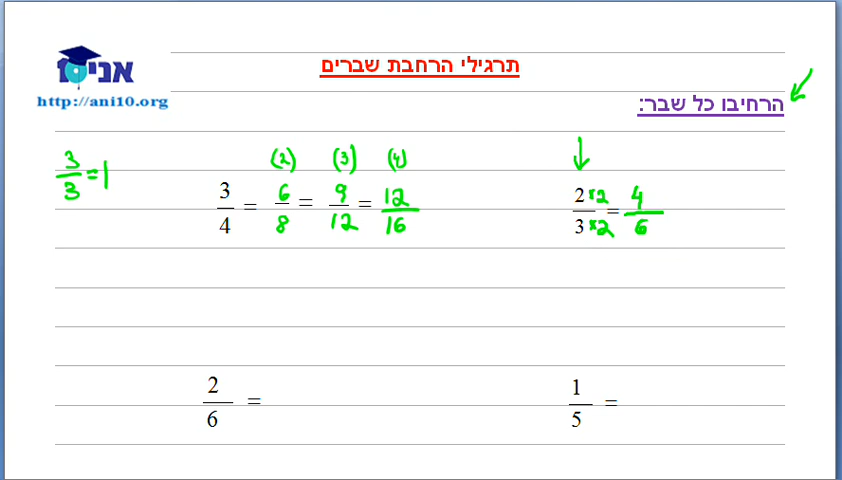 אני10
http://ani10.org
תרגילי הרחבת שברים
הרחיבו כל שבר:
3/3 = 1
(2) (3) (4)
3/4 = 6/8 = 9/12 = 12/16
2×2/3×2 = 4/6
2/6 =
1/5 =